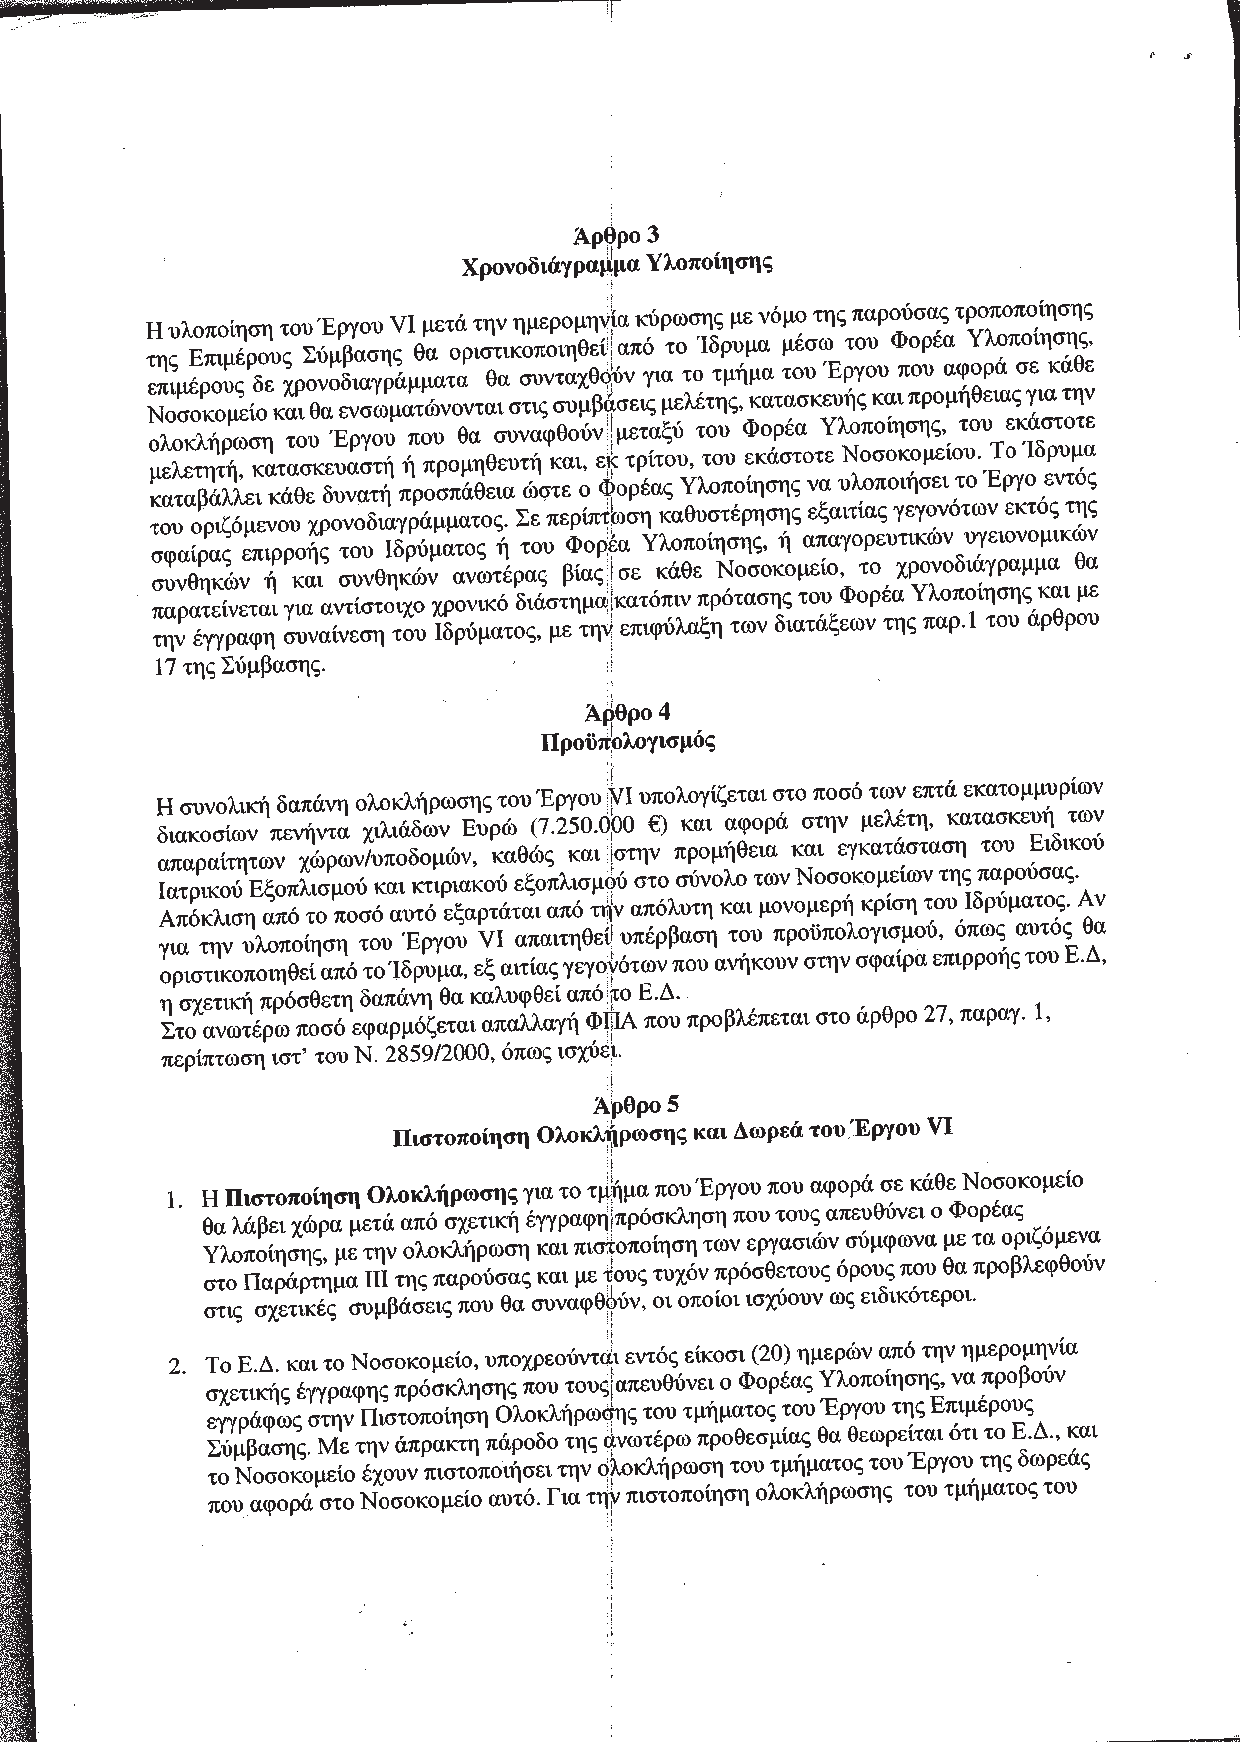 Άρθρο 3
Χρονοδιάγραμμα Υλοποίησης
Η υλοποίηση του Έργου VI μετά την ημερομηνία κύρωσης με νόμο της παρούσας τροποποίησης
της Επιμέρους Σύμβασης θα οριστικοποιηθεί από το Ίδρυμα μέσω του Φορέα Υλοποίησης,
επιμέρους δε χρονοδιαγράμματα θα συνταχθούν για το τμήμα του Έργου που αφορά σε κάθε
Νοσοκομείο και θα ενσωματώνονται στις συμβάσεις μελέτης, κατασκευής και προμήθειας για την
ολοκλήρωση του Έργου που θα συναφθούν μεταξύ του Φορέα Υλοποίησης, του εκάστοτε
μελετητή, κατασκευαστή ή προμηθευτή και, εκ τρίτου, του εκάστοτε Νοσοκομείου. Το Ίδρυμα
καταβάλλει κάθε δυνατή προσπάθεια ώστε ο Φορέας Υλοποίησης να υλοποιήσει το Έργο εντός
του οριζόμενου χρονοδιαγράμματος. Σε περίπτωση καθυστέρησης εξαιτίας γεγονότων εκτός της
σφαίρας επιρροής του Ιδρύματος ή του Φορέα Υλοποίησης, ή απαγορευτικών υγειονομικών
συνθηκών ή και συνθηκών ανωτέρας βίας σε κάθε Νοσοκομείο, το χρονοδιάγραμμα θα
παρατείνεται για αντίστοιχο χρονικό διάστημα κατόπιν πρότασης του Φορέα Υλοποίησης και με
την έγγραφη συναίνεση του Ιδρύματος, με την επιφύλαξη των διατάξεων της παρ.1 του άρθρου
17 της Σύμβασης.
Άρθρο 4
Προϋπολογισμός
Η συνολική δαπάνη ολοκλήρωσης του Έργου VI υπολογίζεται στο ποσό των επτά εκατομμυρίων
διακοσίων πενήντα χιλιάδων Ευρώ (7.250.000 €) και αφορά στην μελέτη, κατασκευή των
απαραίτητων χώρων/υποδομών, καθώς και στην προμήθεια και εγκατάσταση του Ειδικού
Ιατρικού Εξοπλισμού και κτιριακού εξοπλισμού στο σύνολο των Νοσοκομείων της παρούσας.
Απόκλιση από το ποσό αυτό εξαρτάται από την απόλυτη και μονομερή κρίση του Ιδρύματος. Αν
για την υλοποίηση του Έργου VI απαιτηθεί υπέρβαση του προϋπολογισμού, όπως αυτός θα
οριστικοποιηθεί από το Ίδρυμα, εξ αιτίας γεγονότων που ανήκουν στην σφαίρα επιρροής του Ε.Δ,
η σχετική πρόσθετη δαπάνη θα καλυφθεί από το Ε.Δ..
Στο ανωτέρω ποσό εφαρμόζεται απαλλαγή ΦΠΑ που προβλέπεται στο άρθρο 27, παραγ. 1,
περίπτωση ιστ’ του Ν. 2859/2000, όπως ισχύει.
Άρθρο 5
Πιστοποίηση Ολοκλήρωσης και Δωρεά του Έργου VI
1. Η Πιστοποίηση Ολοκλήρωσης για το τμήμα που Έργου που αφορά σε κάθε Νοσοκομείο
θα λάβει χώρα μετά από σχετική έγγραφη πρόσκληση που τους απευθύνει ο Φορέας
Υλοποίησης, με την ολοκλήρωση και πιστοποίηση των εργασιών σύμφωνα με τα οριζόμενα
στο Παράρτημα ΙΙΙ της παρούσας και με τους τυχόν πρόσθετους όρους που θα προβλεφθούν
στις σχετικές συμβάσεις που θα συναφθούν, οι οποίοι ισχύουν ως ειδικότεροι.
2. Το Ε.Δ. και το Νοσοκομείο, υποχρεούνται εντός είκοσι (20) ημερών από την ημερομηνία
σχετικής έγγραφης πρόσκλησης που τους απευθύνει ο Φορέας Υλοποίησης, να προβούν
εγγράφως στην Πιστοποίηση Ολοκλήρωσης του τμήματος του Έργου της Επιμέρους
Σύμβασης. Με την άπρακτη πάροδο της ανωτέρω προθεσμίας θα θεωρείται ότι το Ε.Δ., και
το Νοσοκομείο έχουν πιστοποιήσει την ολοκλήρωση του τμήματος του Έργου της δωρεάς
που αφορά στο Νοσοκομείο αυτό. Για την πιστοποίηση ολοκλήρωσης του τμήματος του